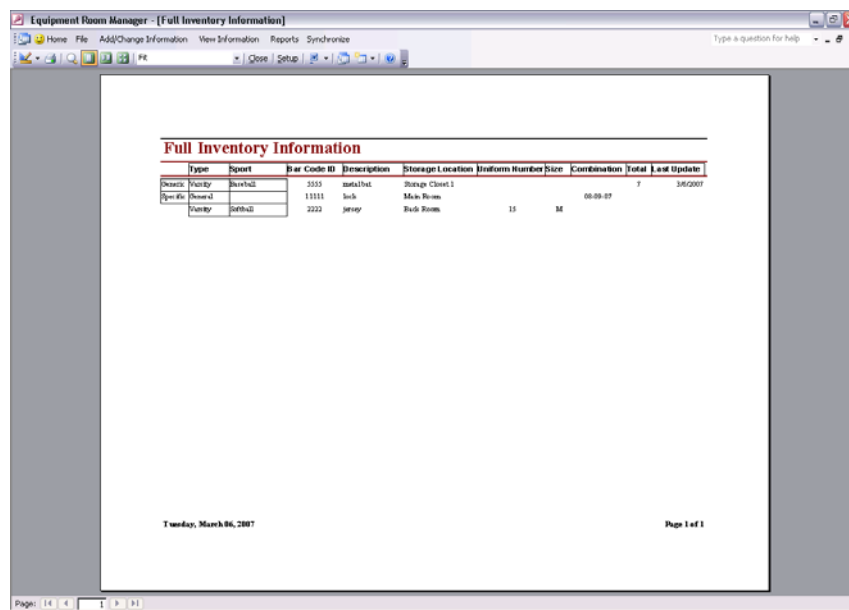 Equipment Room Manager - [Full Inventory Information]
Home File Add/Change Information View Information Reports Synchronize Type a question for help
Fit Close Setup
Full Inventory Information
Type Sport Bar Code ID Description Storage Location Uniform Number Size Combination Total Last Update
Generic Varsity Baseball 3333 metal bat Storage Closet 1 7 3/6/2007
Specific General 11111 lock Main Room 08-09-07
Varsity Softball 2222 jersey Back Room 15 M
Tuesday, March 06, 2007 Page 1 of 1
Page: 1